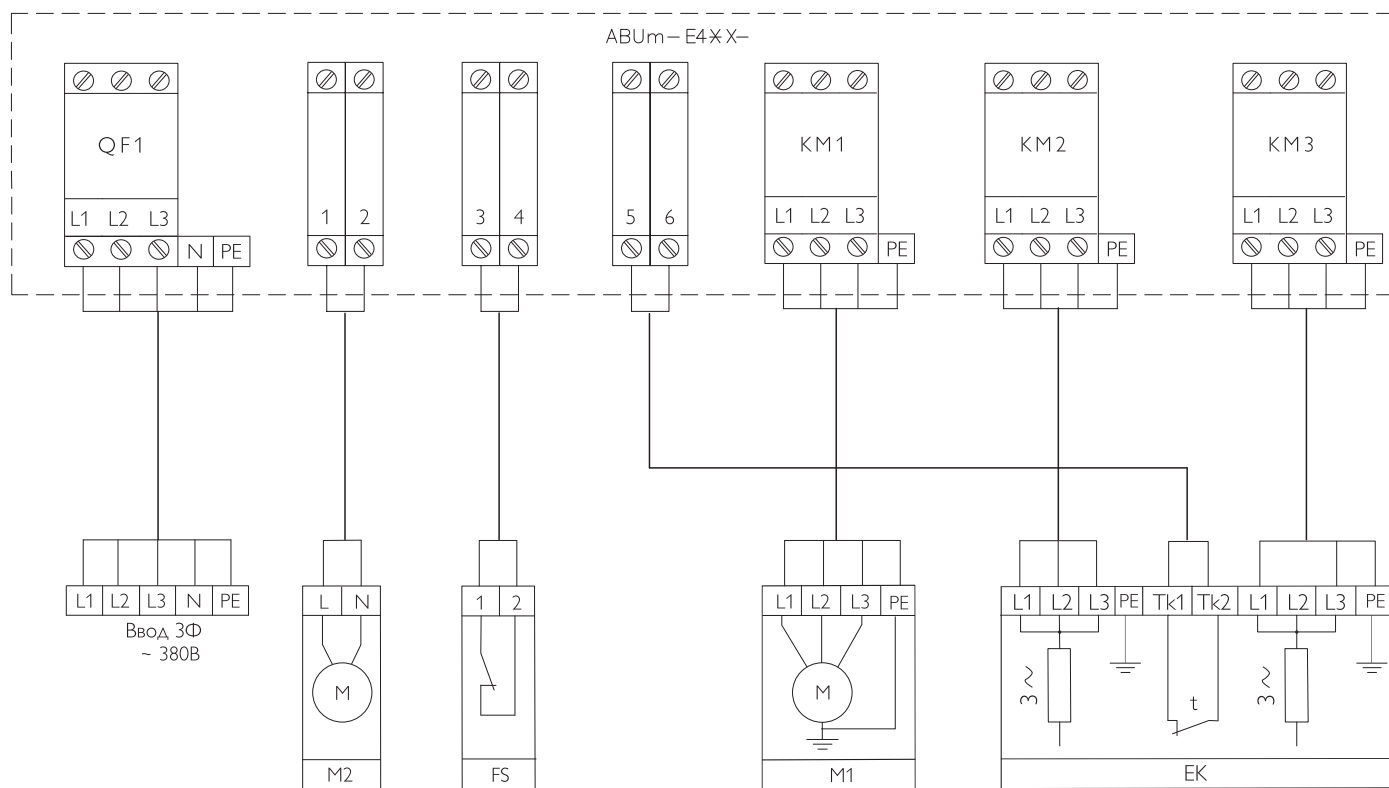 ABUm-E4*X-
QF1
KM1
KM2
KM3
L1 L2 L3
1 2
3 4
5 6
L1 L2 L3
L1 L2 L3
L1 L2 L3
N PE
PE
PE
PE
L1 L2 L3 N PE
L N
1 2
L1 L2 L3 PE
L1 L2 L3 PE Tk1 Tk2 L1 L2 L3 PE
Ввод 3Ф
~ 380В
M
M
3~
t
3~
M2
FS
M1
EK